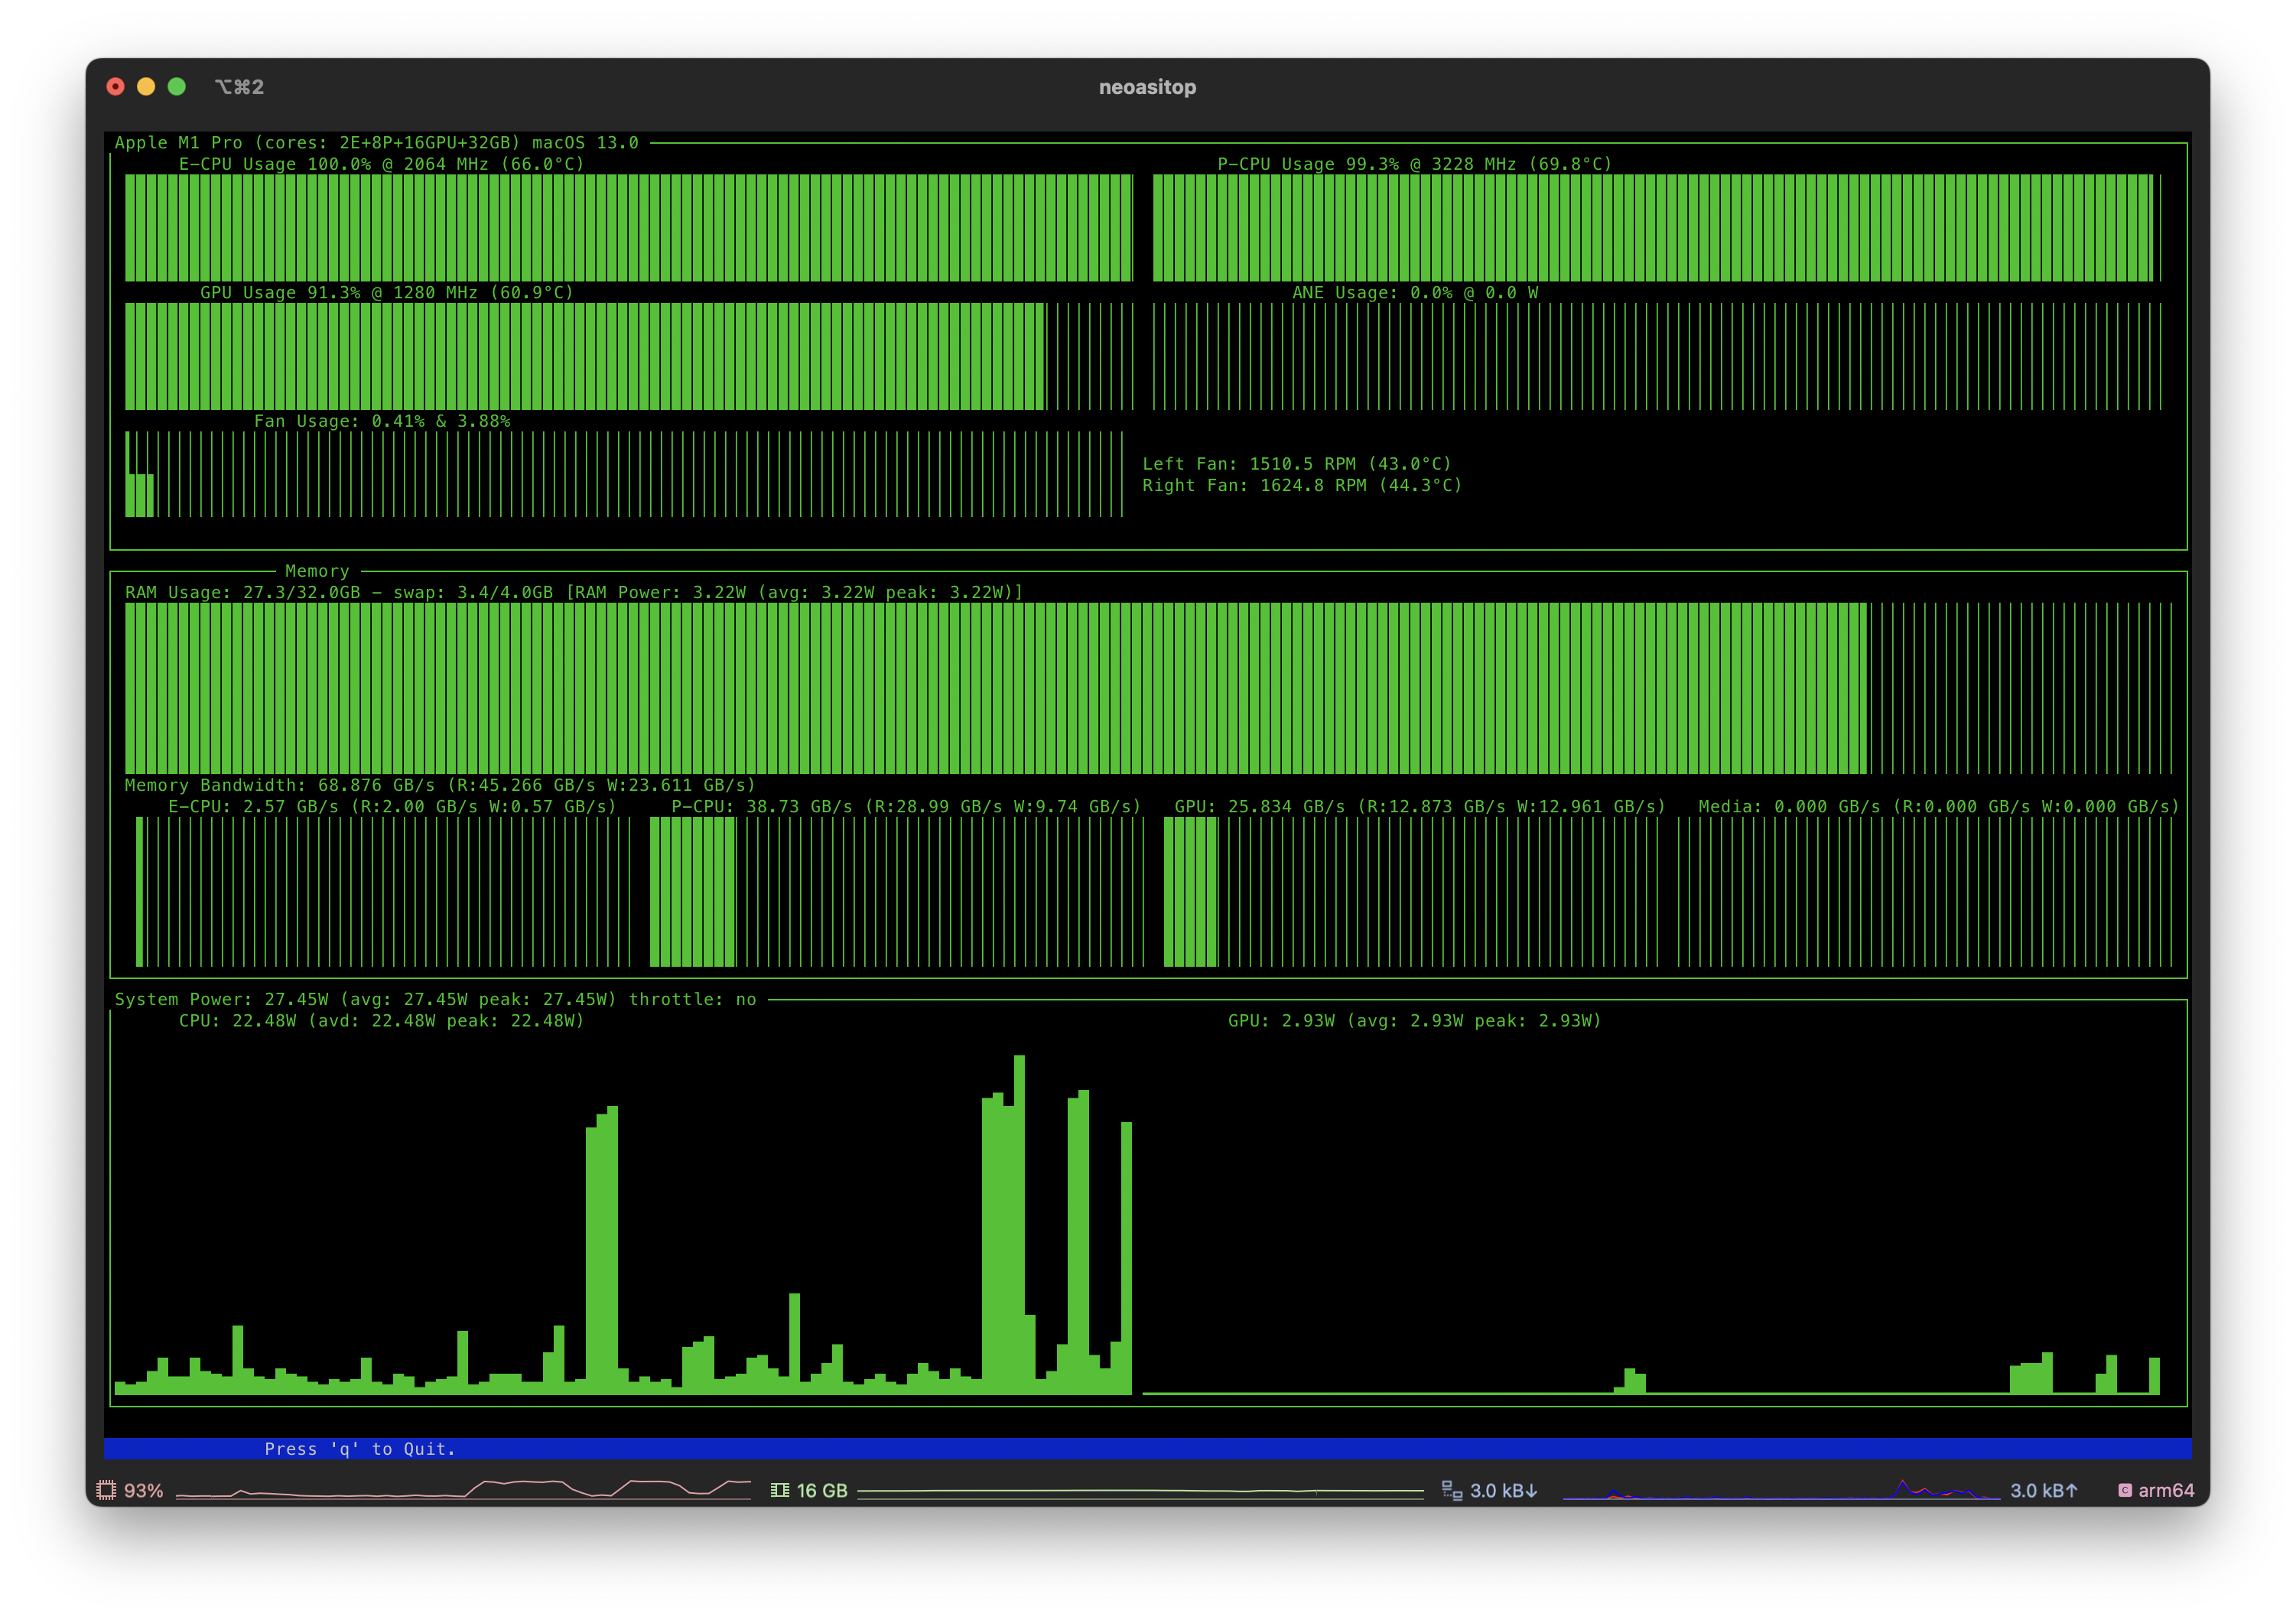 ⌥⌘2
neoasitop
Apple M1 Pro (cores: 2E+8P+16GPU+32GB) macOS 13.0
E-CPU Usage 100.0% @ 2064 MHz (66.0°C)
P-CPU Usage 99.3% @ 3228 MHz (69.8°C)
GPU Usage 91.3% @ 1280 MHz (60.9°C)
ANE Usage: 0.0% @ 0.0 W
Fan Usage: 0.41% & 3.88%
Left Fan: 1510.5 RPM (43.0°C)
Right Fan: 1624.8 RPM (44.3°C)
Memory
RAM Usage: 27.3/32.0GB - swap: 3.4/4.0GB [RAM Power: 3.22W (avg: 3.22W peak: 3.22W)]
Memory Bandwidth: 68.876 GB/s (R:45.266 GB/s W:23.611 GB/s)
E-CPU: 2.57 GB/s (R:2.00 GB/s W:0.57 GB/s)
P-CPU: 38.73 GB/s (R:28.99 GB/s W:9.74 GB/s)
GPU: 25.834 GB/s (R:12.873 GB/s W:12.961 GB/s)
Media: 0.000 GB/s (R:0.000 GB/s W:0.000 GB/s)
System Power: 27.45W (avg: 27.45W peak: 27.45W) throttle: no
CPU: 22.48W (avd: 22.48W peak: 22.48W)
GPU: 2.93W (avg: 2.93W peak: 2.93W)
Press 'q' to Quit.
93%
16 GB
3.0 kB↓
3.0 kB↑
C arm64